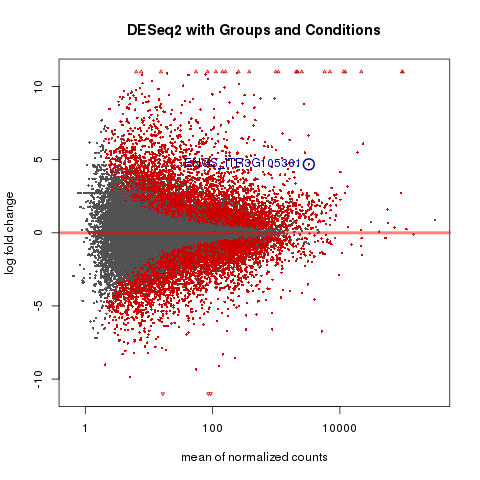 DESeq2 with Groups and Conditions
10
5
0
-5
-10
log fold change
1
100
10000
mean of normalized counts